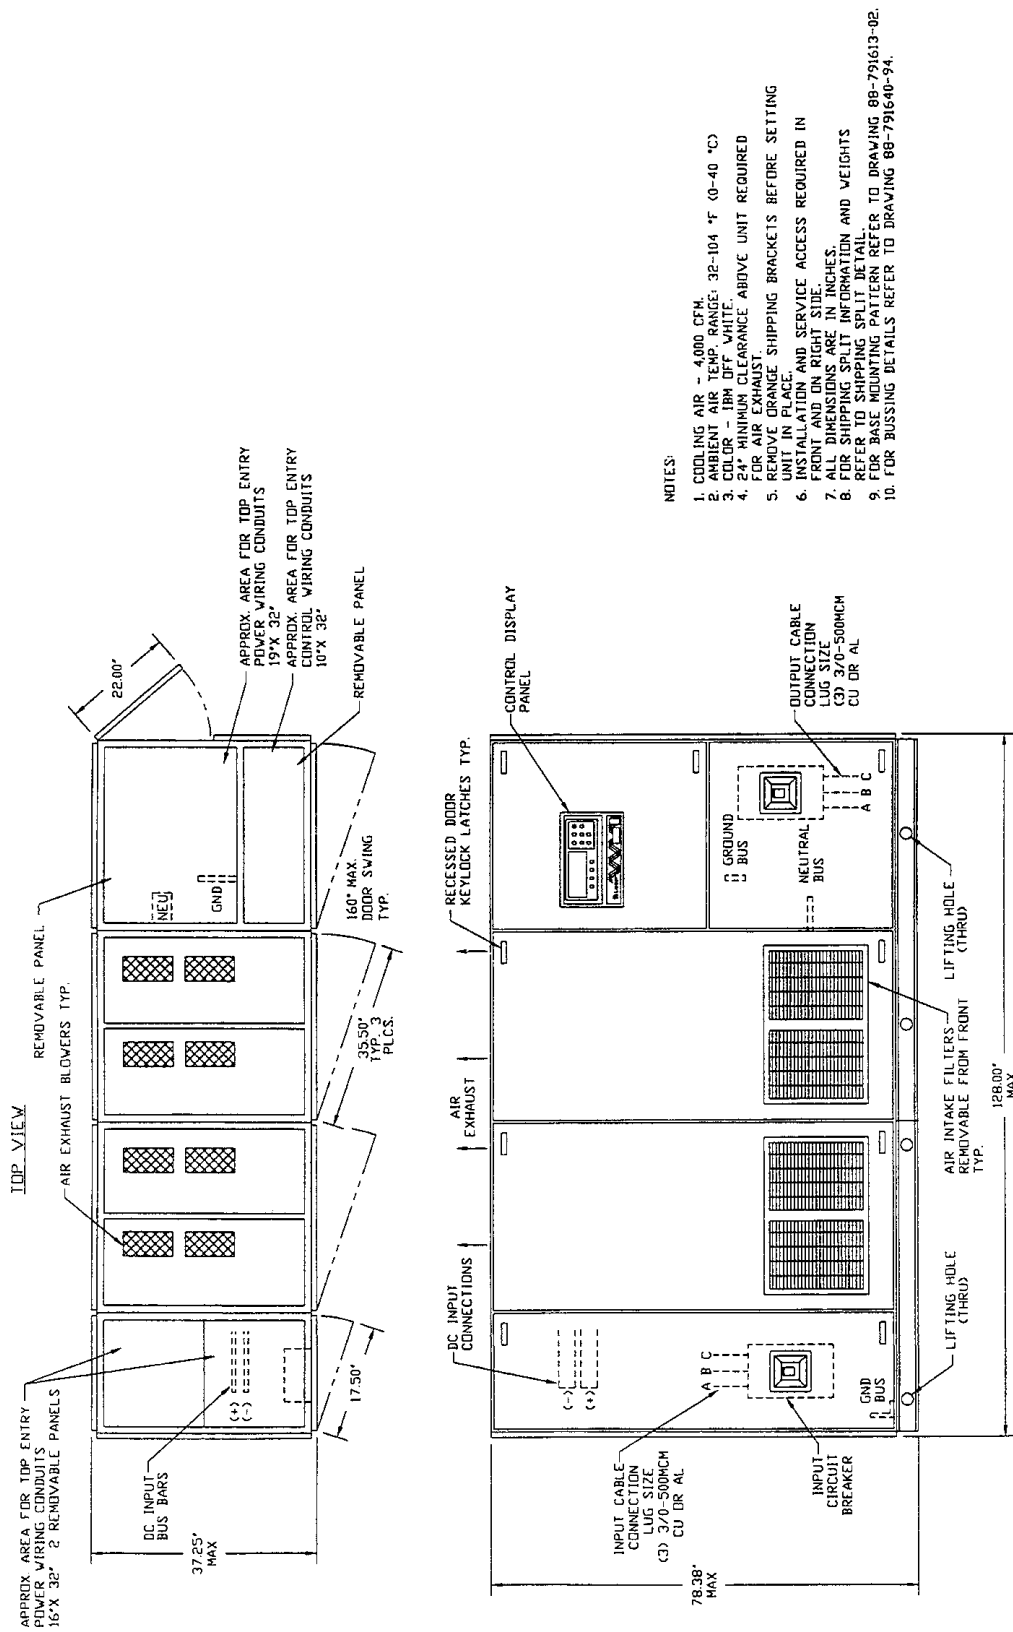 TOP VIEW
APPROX. AREA FOR TOP ENTRY
POWER WIRING CONDUITS
16"X 32" 2 REMOVABLE PANELS
REMOVABLE PANEL
AIR EXHAUST BLOWERS TYP.
22.00"
APPROX. AREA FOR TOP ENTRY
POWER WIRING CONDUITS
19"X 32"
APPROX. AREA FOR TOP ENTRY
CONTROL WIRING CONDUITS
10"X 32"
REMOVABLE PANEL
DC INPUT
BUS BARS
(+)
(-)
NEU
GND
37.25"
MAX
17.50"
35.50"
TYP. 3
PLCS.
160° MAX.
DOOR SWING
TYP.
DC INPUT
CONNECTIONS
AIR
EXHAUST
RECESSED DOOR
KEYLOCK LATCHES TYP.
CONTROL DISPLAY
PANEL
(-)
(+)
A B C
INPUT CABLE
CONNECTION
LUG SIZE
(3) 3/0-500MCM
CU OR AL
INPUT
CIRCUIT
BREAKER
GND
BUS
GROUND
BUS
NEUTRAL
BUS
A B C
OUTPUT CABLE
CONNECTION
LUG SIZE
(3) 3/0-500MCM
CU OR AL
78.38"
MAX
LIFTING HOLE
(THRU)
AIR INTAKE FILTERS
REMOVABLE FROM FRONT
TYP.
LIFTING HOLE
(THRU)
128.00"
MAX
NOTES:
1. COOLING AIR - 4,000 CFM.
2. AMBIENT AIR TEMP. RANGE: 32-104 °F (0-40 °C)
3. COLOR - IBM OFF WHITE.
4. 24" MINIMUM CLEARANCE ABOVE UNIT REQUIRED
FOR AIR EXHAUST.
5. REMOVE ORANGE SHIPPING BRACKETS BEFORE SETTING
UNIT IN PLACE.
6. INSTALLATION AND SERVICE ACCESS REQUIRED IN
FRONT AND ON RIGHT SIDE.
7. ALL DIMENSIONS ARE IN INCHES.
8. FOR SHIPPING SPLIT INFORMATION AND WEIGHTS
REFER TO SHIPPING SPLIT DETAIL.
9. FOR BASE MOUNTING PATTERN REFER TO DRAWING 88-791613-02.
10. FOR BUSSING DETAILS REFER TO DRAWING 88-791640-94.